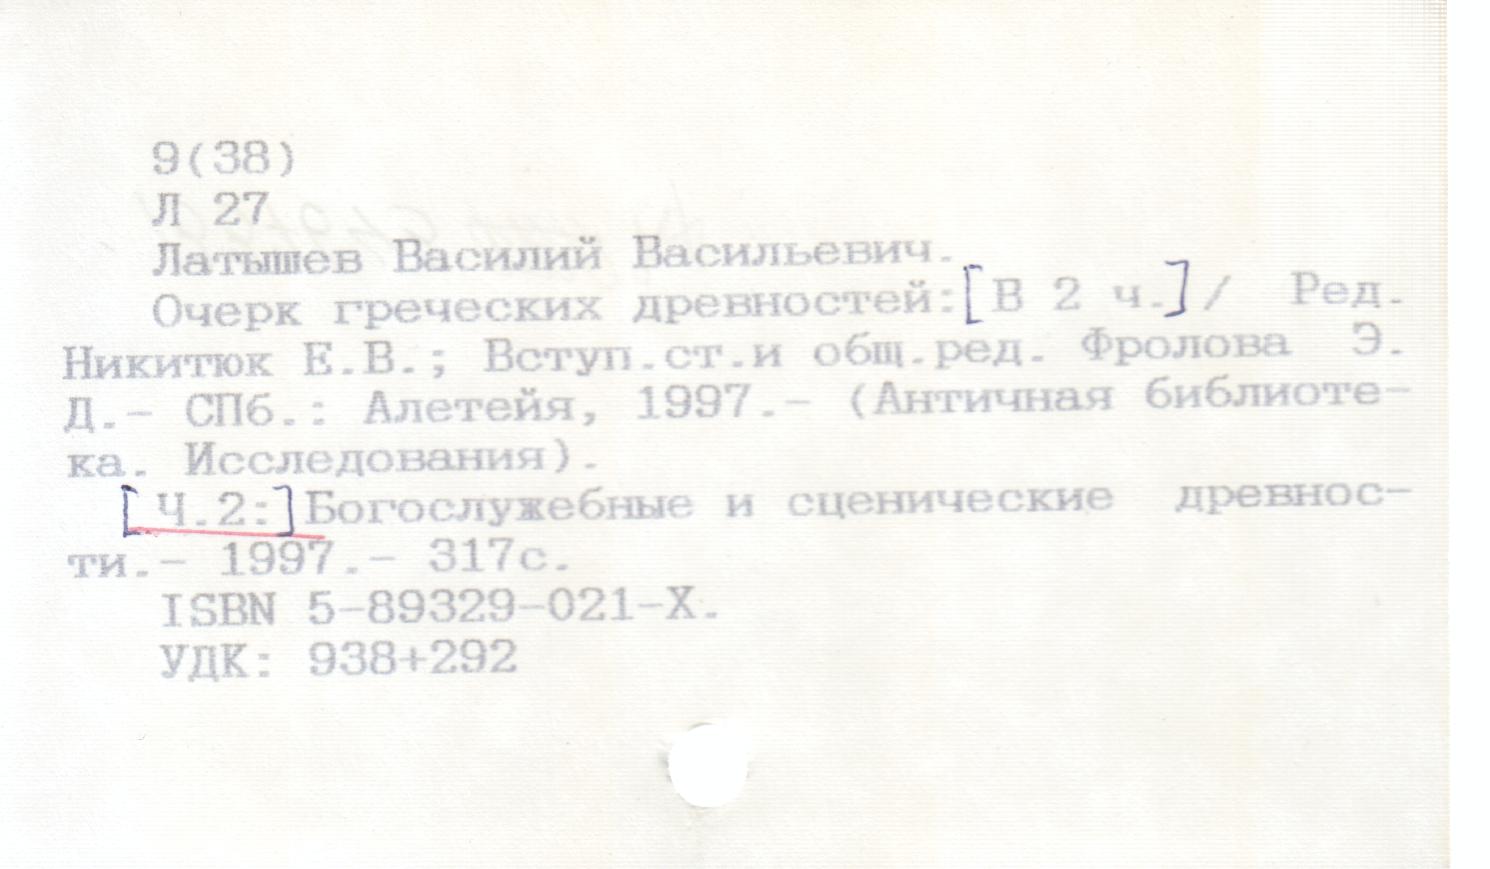 9(38)
Л 27
Латышев Василий Васильевич.
Очерк греческих древностей:[В 2 ч.]/ Ред.
Никитюк Е.В.; Вступ.ст.и общ.ред. Фролова Э.
Д.- СПб.: Алетейя, 1997.- (Античная библиоте-
ка. Исследования).
[Ч.2:]Богослужебные и сценические древнос-
ти.- 1997.- 317с.
ISBN 5-89329-021-X.
УДК: 938+292